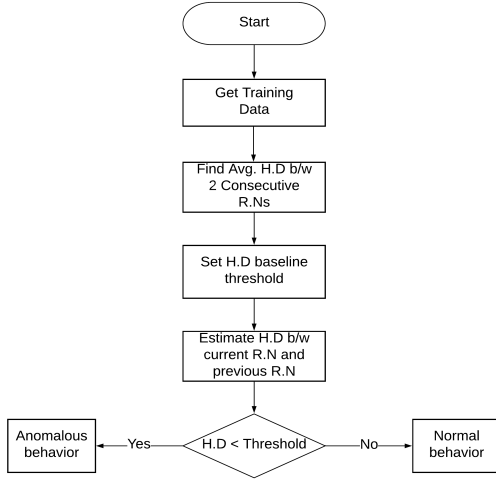 Start
Get Training
Data
Find Avg. H.D b/w
2 Consecutive
R.Ns
Set H.D baseline
threshold
Estimate H.D b/w
current R.N and
previous R.N
H.D < Threshold
Yes
No
Anomalous
behavior
Normal
behavior